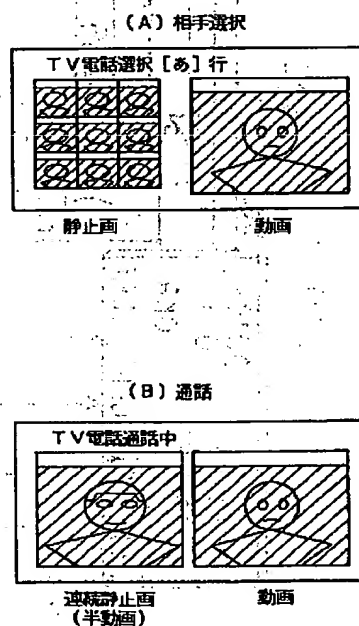 (A) 相手選択
TV電話選択 [あ] 行
静止画
動画
(B) 通話
TV電話通話中
連続静止画
(半動画)
動画